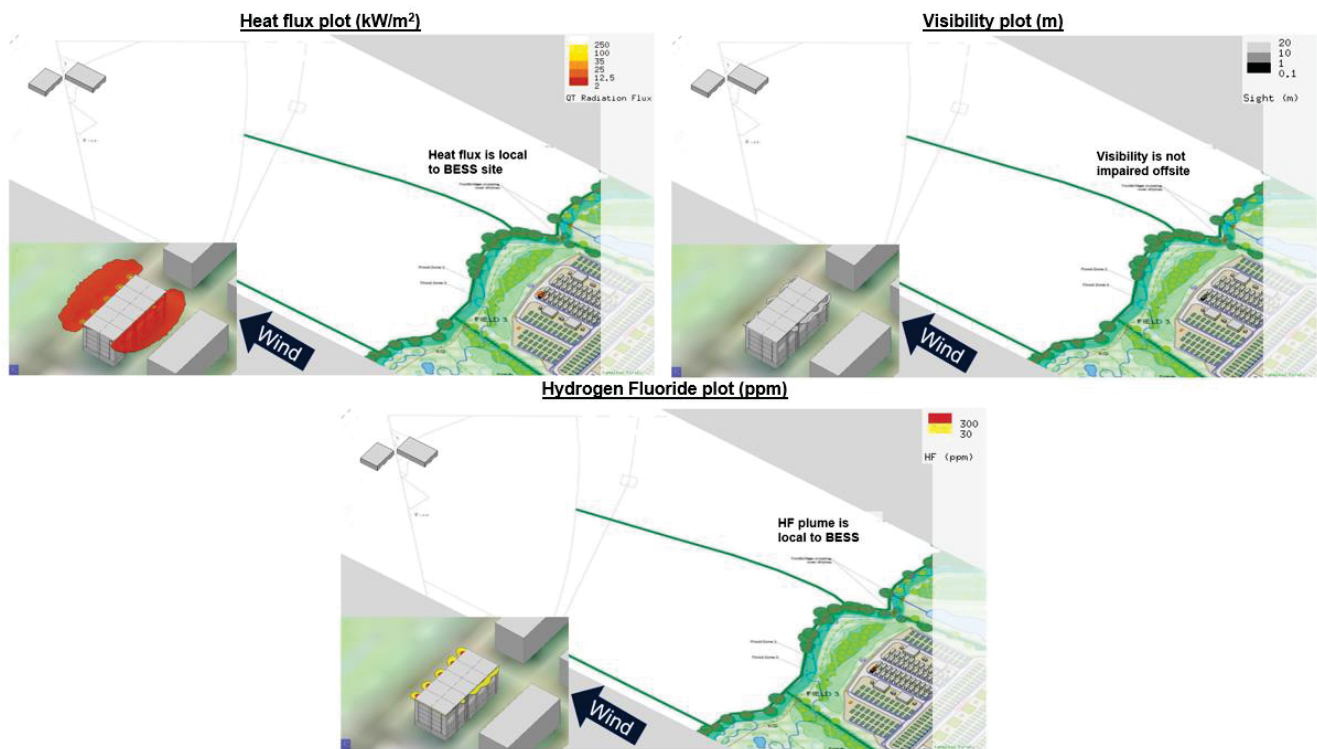 Heat flux plot (kW/m²)
250
100
35
25
12.5
2
QT Radiation Flux
Heat flux is local
to BESS site
FIELD 3
Wind
Visibility plot (m)
20
10
1
0.1
Sight (m)
Visibility is not
impaired offsite
FIELD 3
Wind
Hydrogen Fluoride plot (ppm)
300
30
HF (ppm)
HF plume is
local to BESS
FIELD 3
Wind